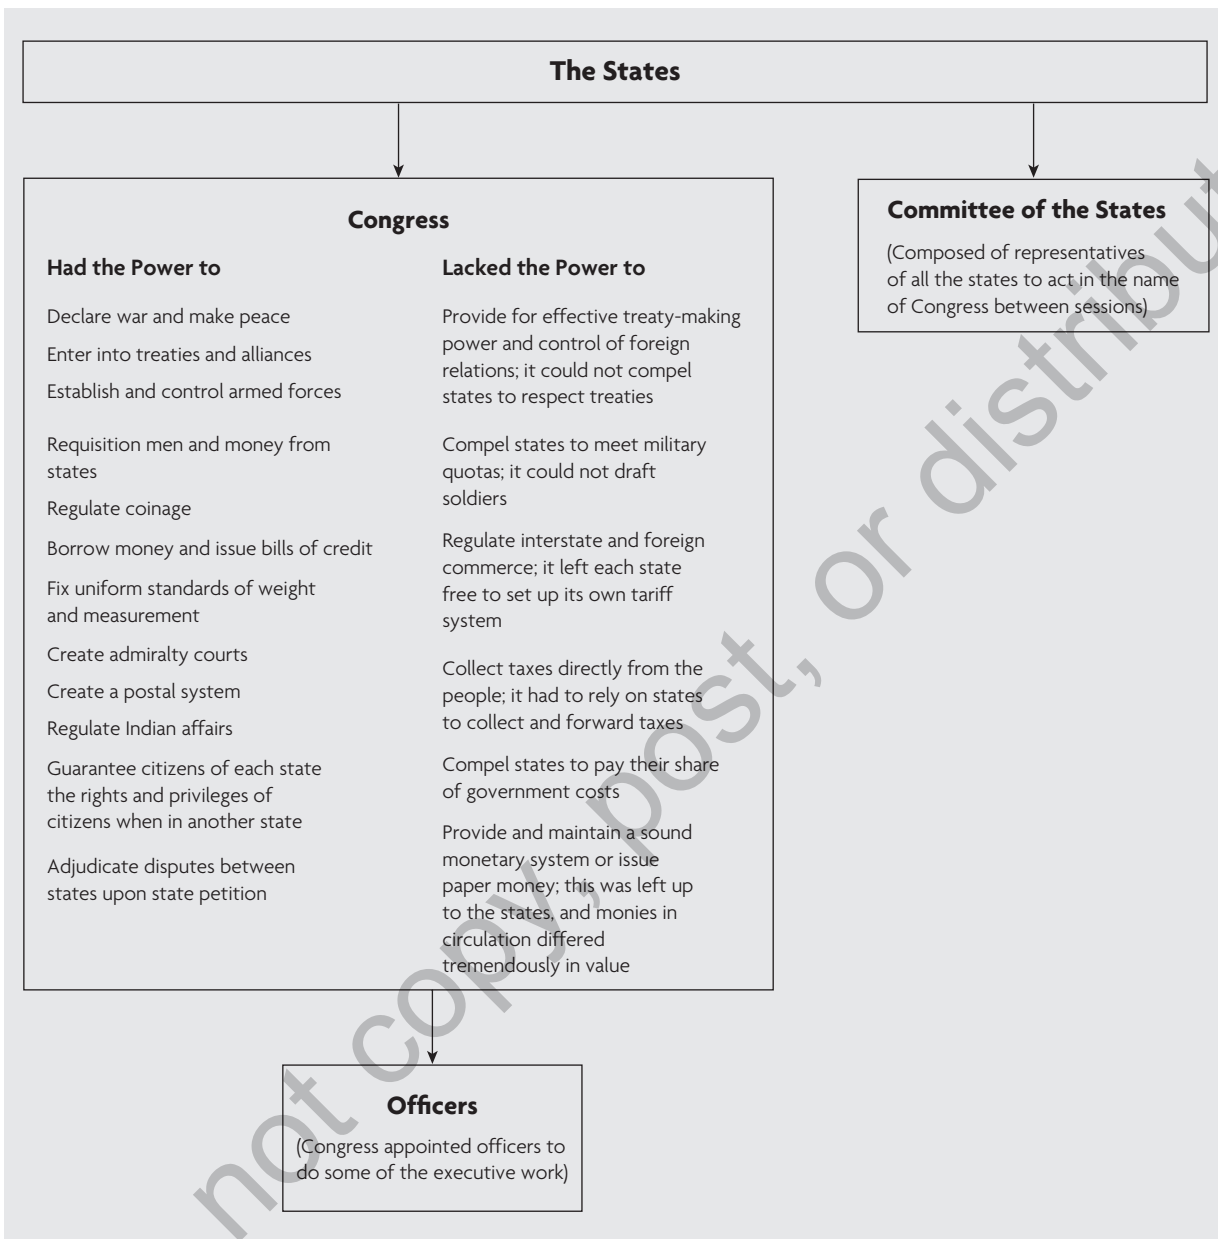 The States
Congress
Had the Power to
Declare war and make peace
Enter into treaties and alliances
Establish and control armed forces
Requisition men and money from
states
Regulate coinage
Borrow money and issue bills of credit
Fix uniform standards of weight
and measurement
Create admiralty courts
Create a postal system
Regulate Indian affairs
Guarantee citizens of each state
the rights and privileges of
citizens when in another state
Adjudicate disputes between
states upon state petition
Lacked the Power to
Provide for effective treaty-making
power and control of foreign
relations; it could not compel
states to respect treaties
Compel states to meet military
quotas; it could not draft
soldiers
Regulate interstate and foreign
commerce; it left each state
free to set up its own tariff
system
Collect taxes directly from the
people; it had to rely on states
to collect and forward taxes
Compel states to pay their share
of government costs
Provide and maintain a sound
monetary system or issue
paper money; this was left up
to the states, and monies in
circulation differed
tremendously in value
Committee of the States
(Composed of representatives
of all the states to act in the name
of Congress between sessions)
Officers
(Congress appointed officers to
do some of the executive work)
not copy, post, or distribut